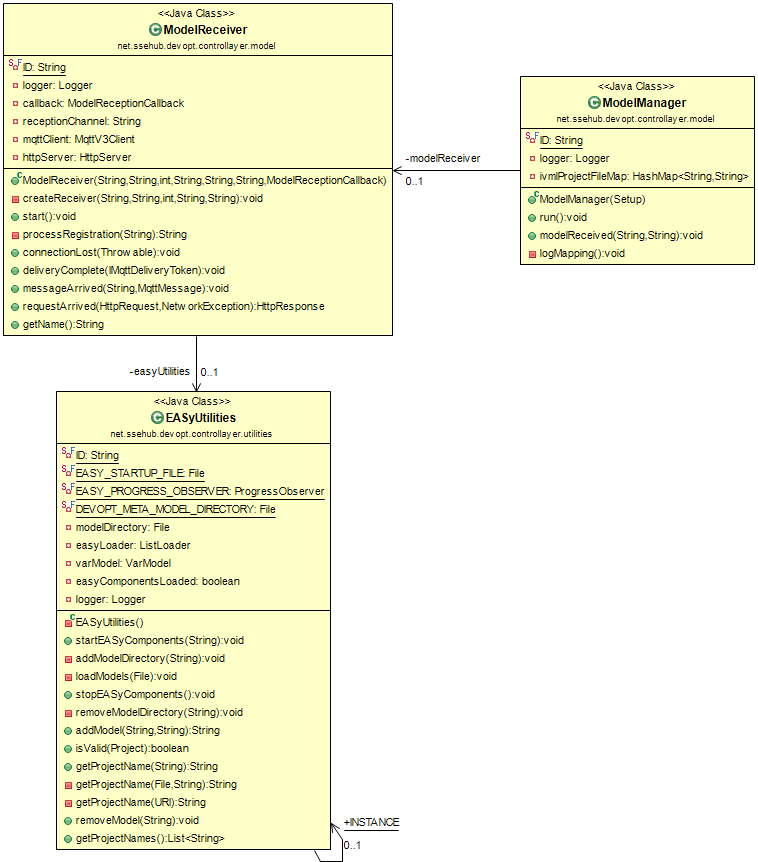 <<Java Class>>
ModelReceiver
net.ssehub.devopt.controllayer.model
ID: String
logger: Logger
callback: ModelReceptionCallback
receptionChannel: String
mqttClient: MqttV3Client
httpServer: HttpServer
ModelReceiver(String,String,int,String,String,String,ModelReceptionCallback)
createReceiver(String,String,int,String,String):void
start():void
processRegistration(String):String
connectionLost(Throwable):void
deliveryComplete(IMqttDeliveryToken):void
messageArrived(String,MqttMessage):void
requestArrived(HttpRequest,NetworkException):HttpResponse
getName():String
-modelReceiver
0..1
<<Java Class>>
ModelManager
net.ssehub.devopt.controllayer.model
ID: String
logger: Logger
ivmlProjectFileMap: HashMap<String,String>
ModelManager(Setup)
run():void
modelReceived(String,String):void
logMapping():void
-easyUtilities
0..1
<<Java Class>>
EASyUtilities
net.ssehub.devopt.controllayer.utilities
ID: String
EASY_STARTUP_FILE: File
EASY_PROGRESS_OBSERVER: ProgressObserver
DEVOPT_META_MODEL_DIRECTORY: File
modelDirectory: File
easyLoader: ListLoader
varModel: VarModel
easyComponentsLoaded: boolean
logger: Logger
EASyUtilities()
startEASyComponents(String):void
addModelDirectory(String):void
loadModels(File):void
stopEASyComponents():void
removeModelDirectory(String):void
addModel(String,String):String
isValid(Project):boolean
getProjectName(String):String
getProjectName(File,String):String
getProjectName(URI):String
removeModel(String):void
getProjectNames():List<String>
+INSTANCE
0..1